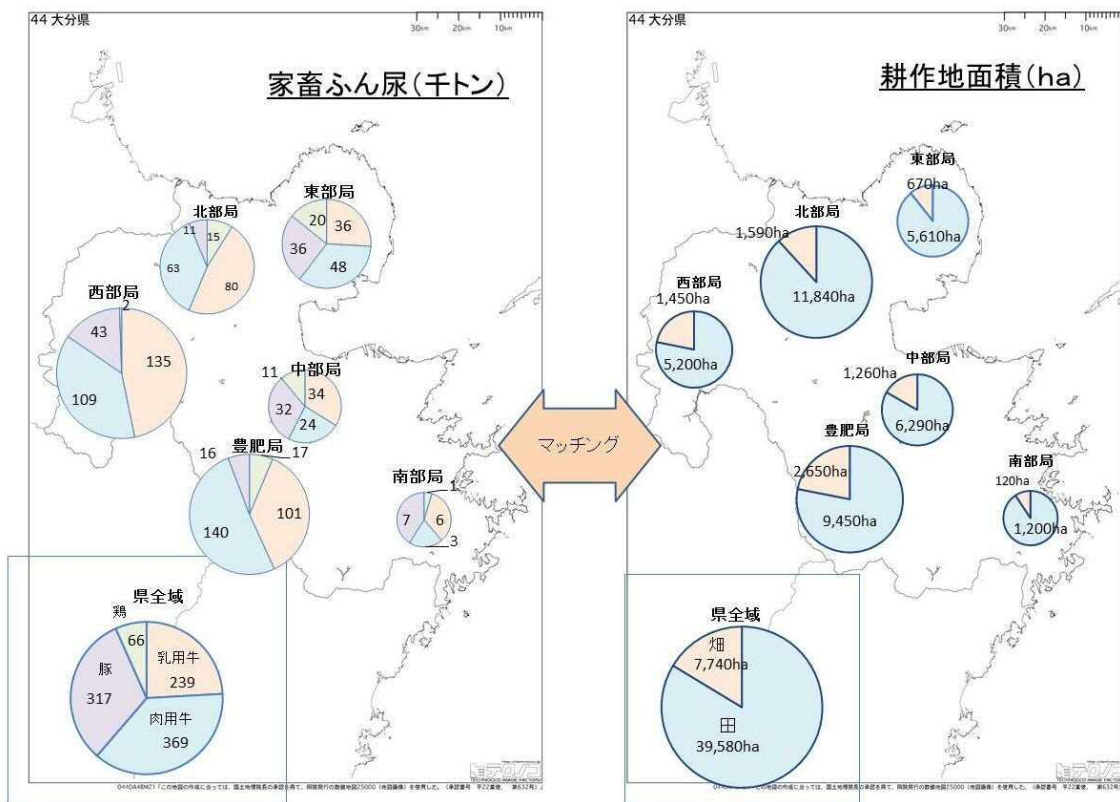 44 大分県
30km 20km 10km
家畜ふん尿(千トン)
東部局
20
36
36
48
北部局
11
15
63
80
西部局
2
43
135
109
中部局
11
34
32
24
豊肥局
16
17
101
140
南部局
1
7
6
3
県全域
鶏
66
乳用牛
239
豚
317
肉用牛
369
マッチング
44 大分県
30km 20km 10km
耕作地面積(ha)
東部局
670ha
5,610ha
北部局
1,590ha
11,840ha
西部局
1,450ha
5,200ha
中部局
1,260ha
6,290ha
豊肥局
2,650ha
9,450ha
南部局
120ha
1,200ha
県全域
畑
7,740ha
田
39,580ha